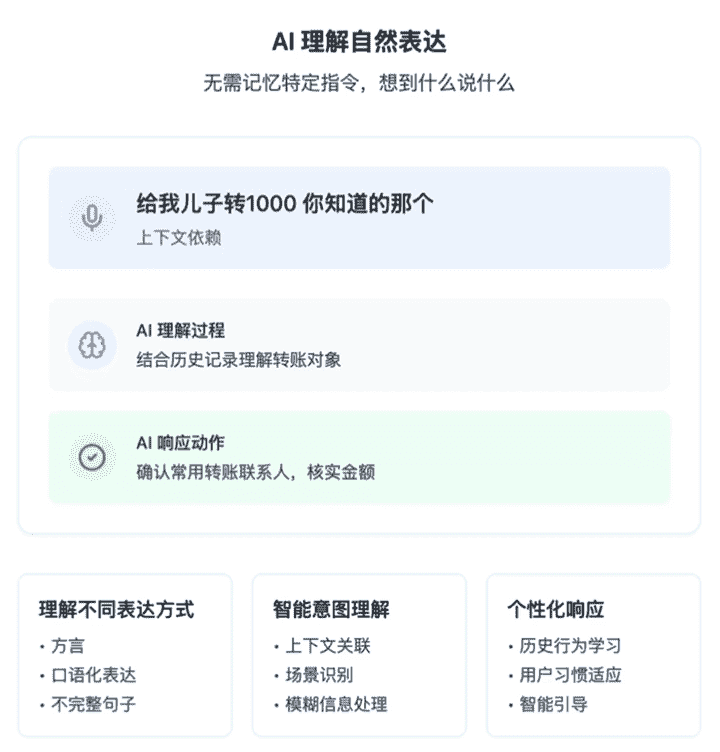 AI 理解自然表达
无需记忆特定指令，想到什么说什么
给我儿子转1000 你知道的那个
上下文依赖
AI 理解过程
结合历史记录理解转账对象
AI 响应动作
确认常用转账联系人，核实金额
理解不同表达方式
• 方言
• 口语化表达
• 不完整句子
智能意图理解
• 上下文关联
• 场景识别
• 模糊信息处理
个性化响应
• 历史行为学习
• 用户习惯适应
• 智能引导